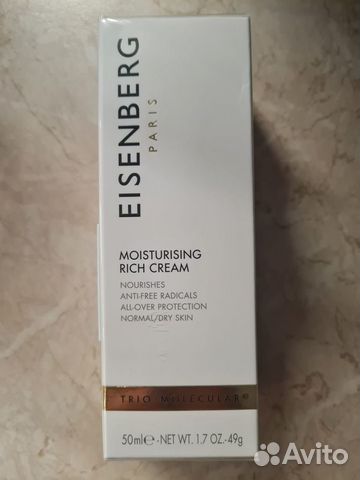 EISENBERG
PARIS
MOISTURISING
RICH CREAM
NOURISHES
ANTI-FREE RADICALS
ALL-OVER PROTECTION
NORMAL/DRY SKIN
TRIO-MOLECULAR®
50ml℮-NET WT. 1.7 OZ.-49g
Avito